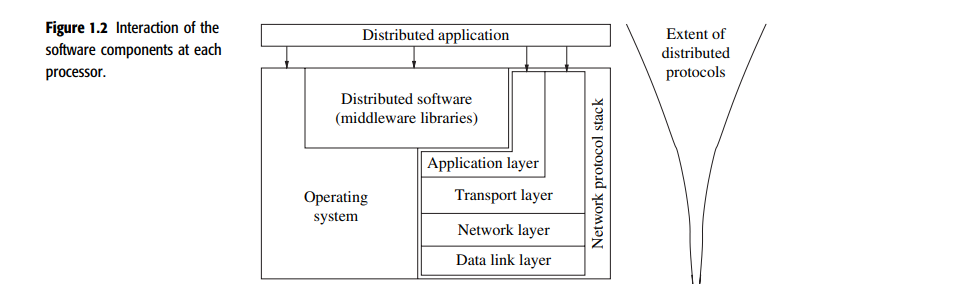 Figure 1.2 Interaction of the
software components at each
processor.
Distributed application
Extent of
distributed
protocols
Distributed software
(middleware libraries)
Network protocol stack
Application layer
Operating
system
Transport layer
Network layer
Data link layer